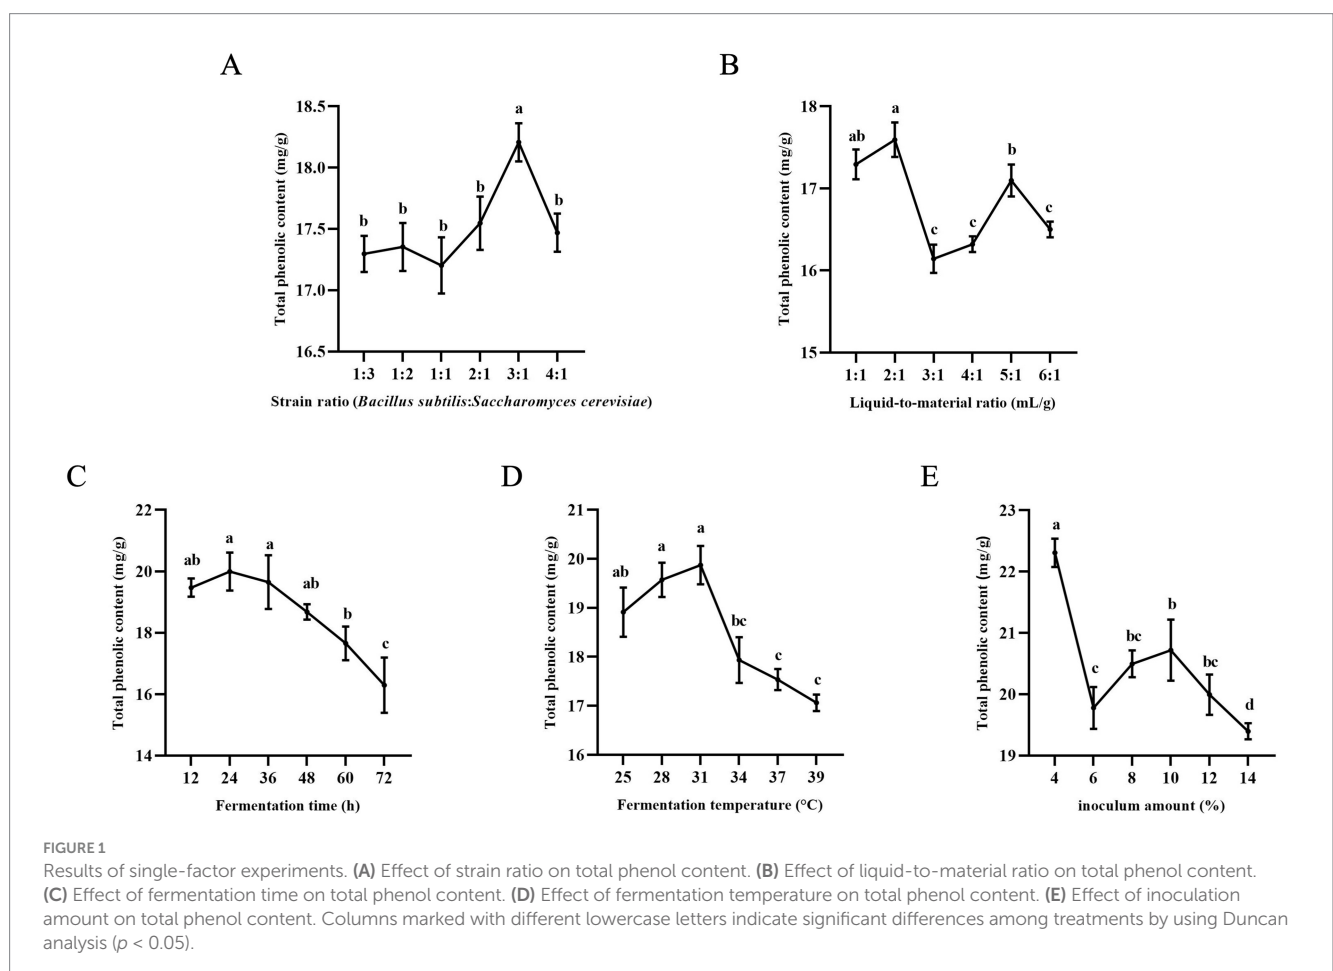 A
Total phenolic content (mg/g)
18.5
18.0
17.5
17.0
16.5
b
b
b
b
a
b
1:3 1:2 1:1 2:1 3:1 4:1
Strain ratio (Bacillus subtilis:Saccharomyces cerevisiae)
B
Total phenolic content (mg/g)
18
17
16
15
ab
a
c
c
b
c
1:1 2:1 3:1 4:1 5:1 6:1
Liquid-to-material ratio (mL/g)
C
Total phenolic content (mg/g)
22
20
18
16
14
ab
a
a
ab
b
c
12 24 36 48 60 72
Fermentation time (h)
D
Total phenolic content (mg/g)
21
20
19
18
17
16
ab
a
a
bc
c
c
25 28 31 34 37 39
Fermentation temperature (°C)
E
Total phenolic content (mg/g)
23
22
21
20
19
a
c
bc
b
bc
d
4 6 8 10 12 14
inoculum amount (%)
FIGURE 1
Results of single-factor experiments. (A) Effect of strain ratio on total phenol content. (B) Effect of liquid-to-material ratio on total phenol content.
(C) Effect of fermentation time on total phenol content. (D) Effect of fermentation temperature on total phenol content. (E) Effect of inoculation
amount on total phenol content. Columns marked with different lowercase letters indicate significant differences among treatments by using Duncan
analysis (p < 0.05).